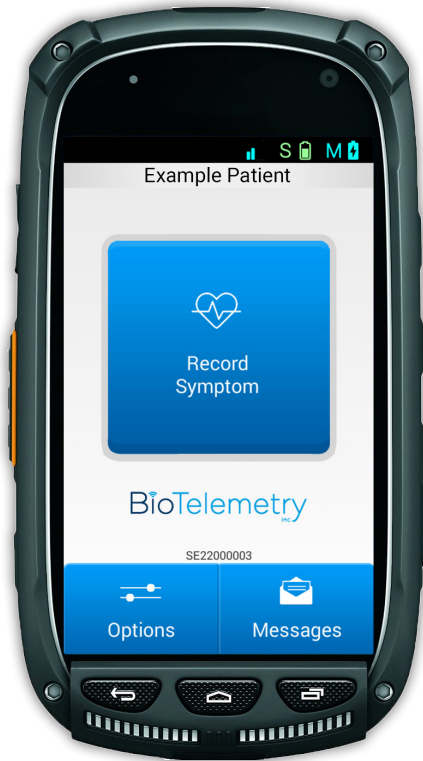 S M
Example Patient
Record
Symptom
BioTelemetry
inc
SE22000003
Options Messages